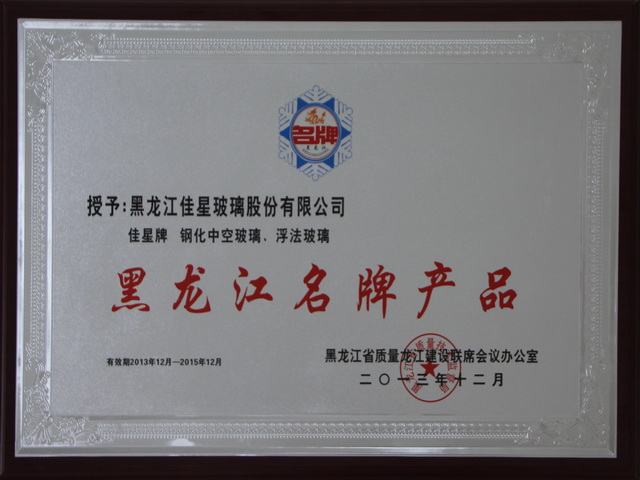 名牌
黑龙江
授予:黑龙江佳星玻璃股份有限公司
佳星牌 钢化中空玻璃、浮法玻璃
黑龙江名牌产品
有效期2013年12月—2015年12月
黑龙江省质量龙江建设联席会议办公室
二〇一三年十二月